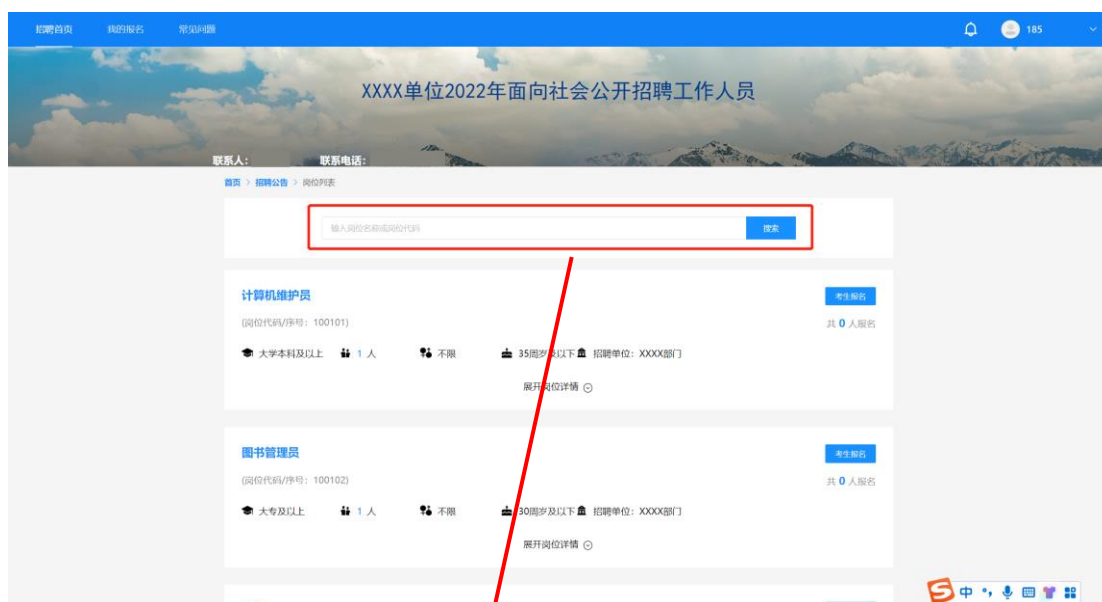 招聘首页 我的报名 常见问题 185
XXXX单位2022年面向社会公开招聘工作人员
联系人: 联系电话:
首页 > 招聘公告 > 岗位列表
输入岗位名称或岗位代码 搜索
计算机维护员 考生报名
(岗位代码/序号: 100101) 共 0 人报名
大学本科及以上 1 人 不限 35周岁及以下 招聘单位: XXXX部门
展开岗位详情
图书管理员 考生报名
(岗位代码/序号: 100102) 共 0 人报名
大专及以上 1 人 不限 30周岁及以下 招聘单位: XXXX部门
展开岗位详情
中